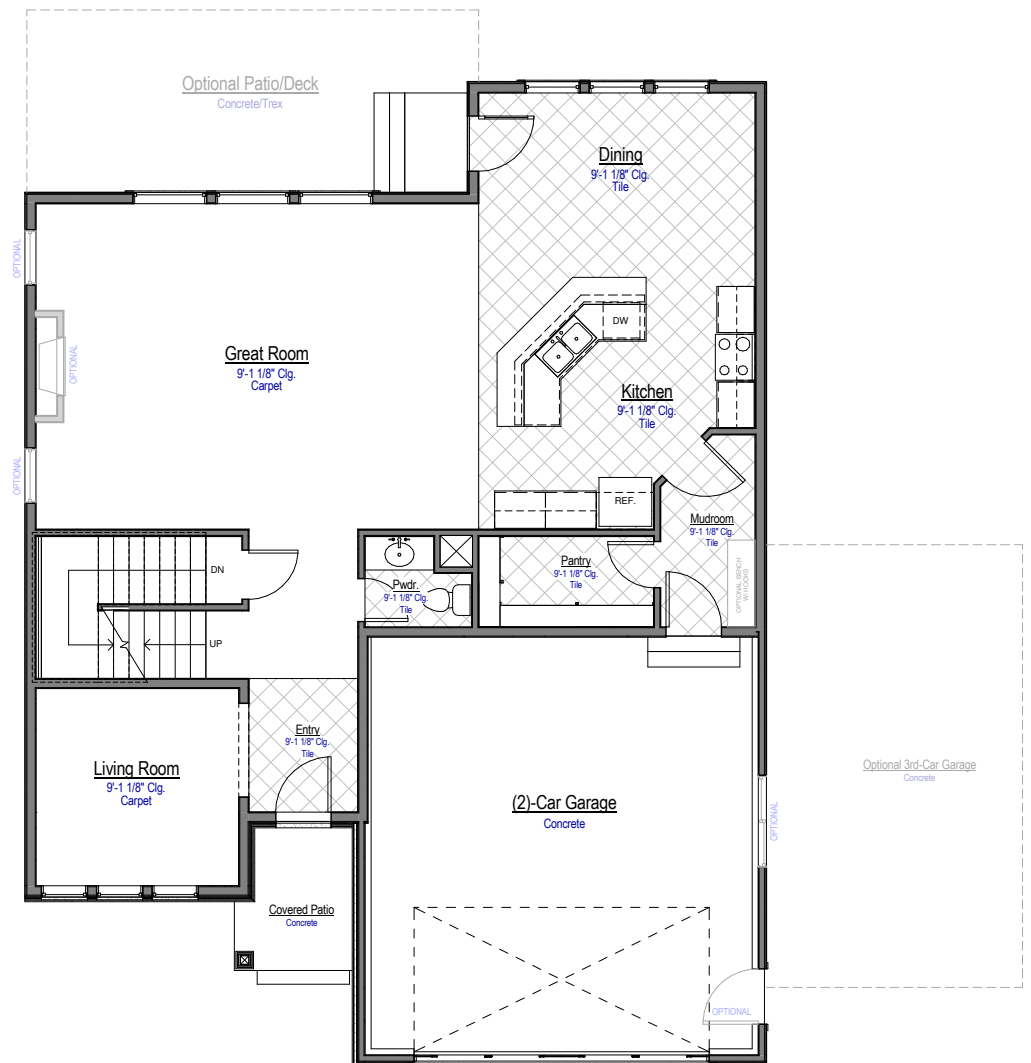 Optional Patio/Deck
Concrete/Trex
Dining
9'-1 1/8" Clg.
Tile
OPTIONAL
DW
Great Room
9'-1 1/8" Clg.
Carpet
OPTIONAL
Kitchen
9'-1 1/8" Clg.
Tile
OPTIONAL
REF.
Mudroom
9'-1 1/8" Clg.
Tile
OPTIONAL BENCH
W/ HOOKS
Pantry
9'-1 1/8" Clg.
Tile
DN
Pwdr.
9'-1 1/8" Clg.
Tile
UP
Entry
9'-1 1/8" Clg.
Tile
Living Room
9'-1 1/8" Clg.
Carpet
(2)-Car Garage
Concrete
OPTIONAL
Optional 3rd-Car Garage
Concrete
Covered Patio
Concrete
OPTIONAL